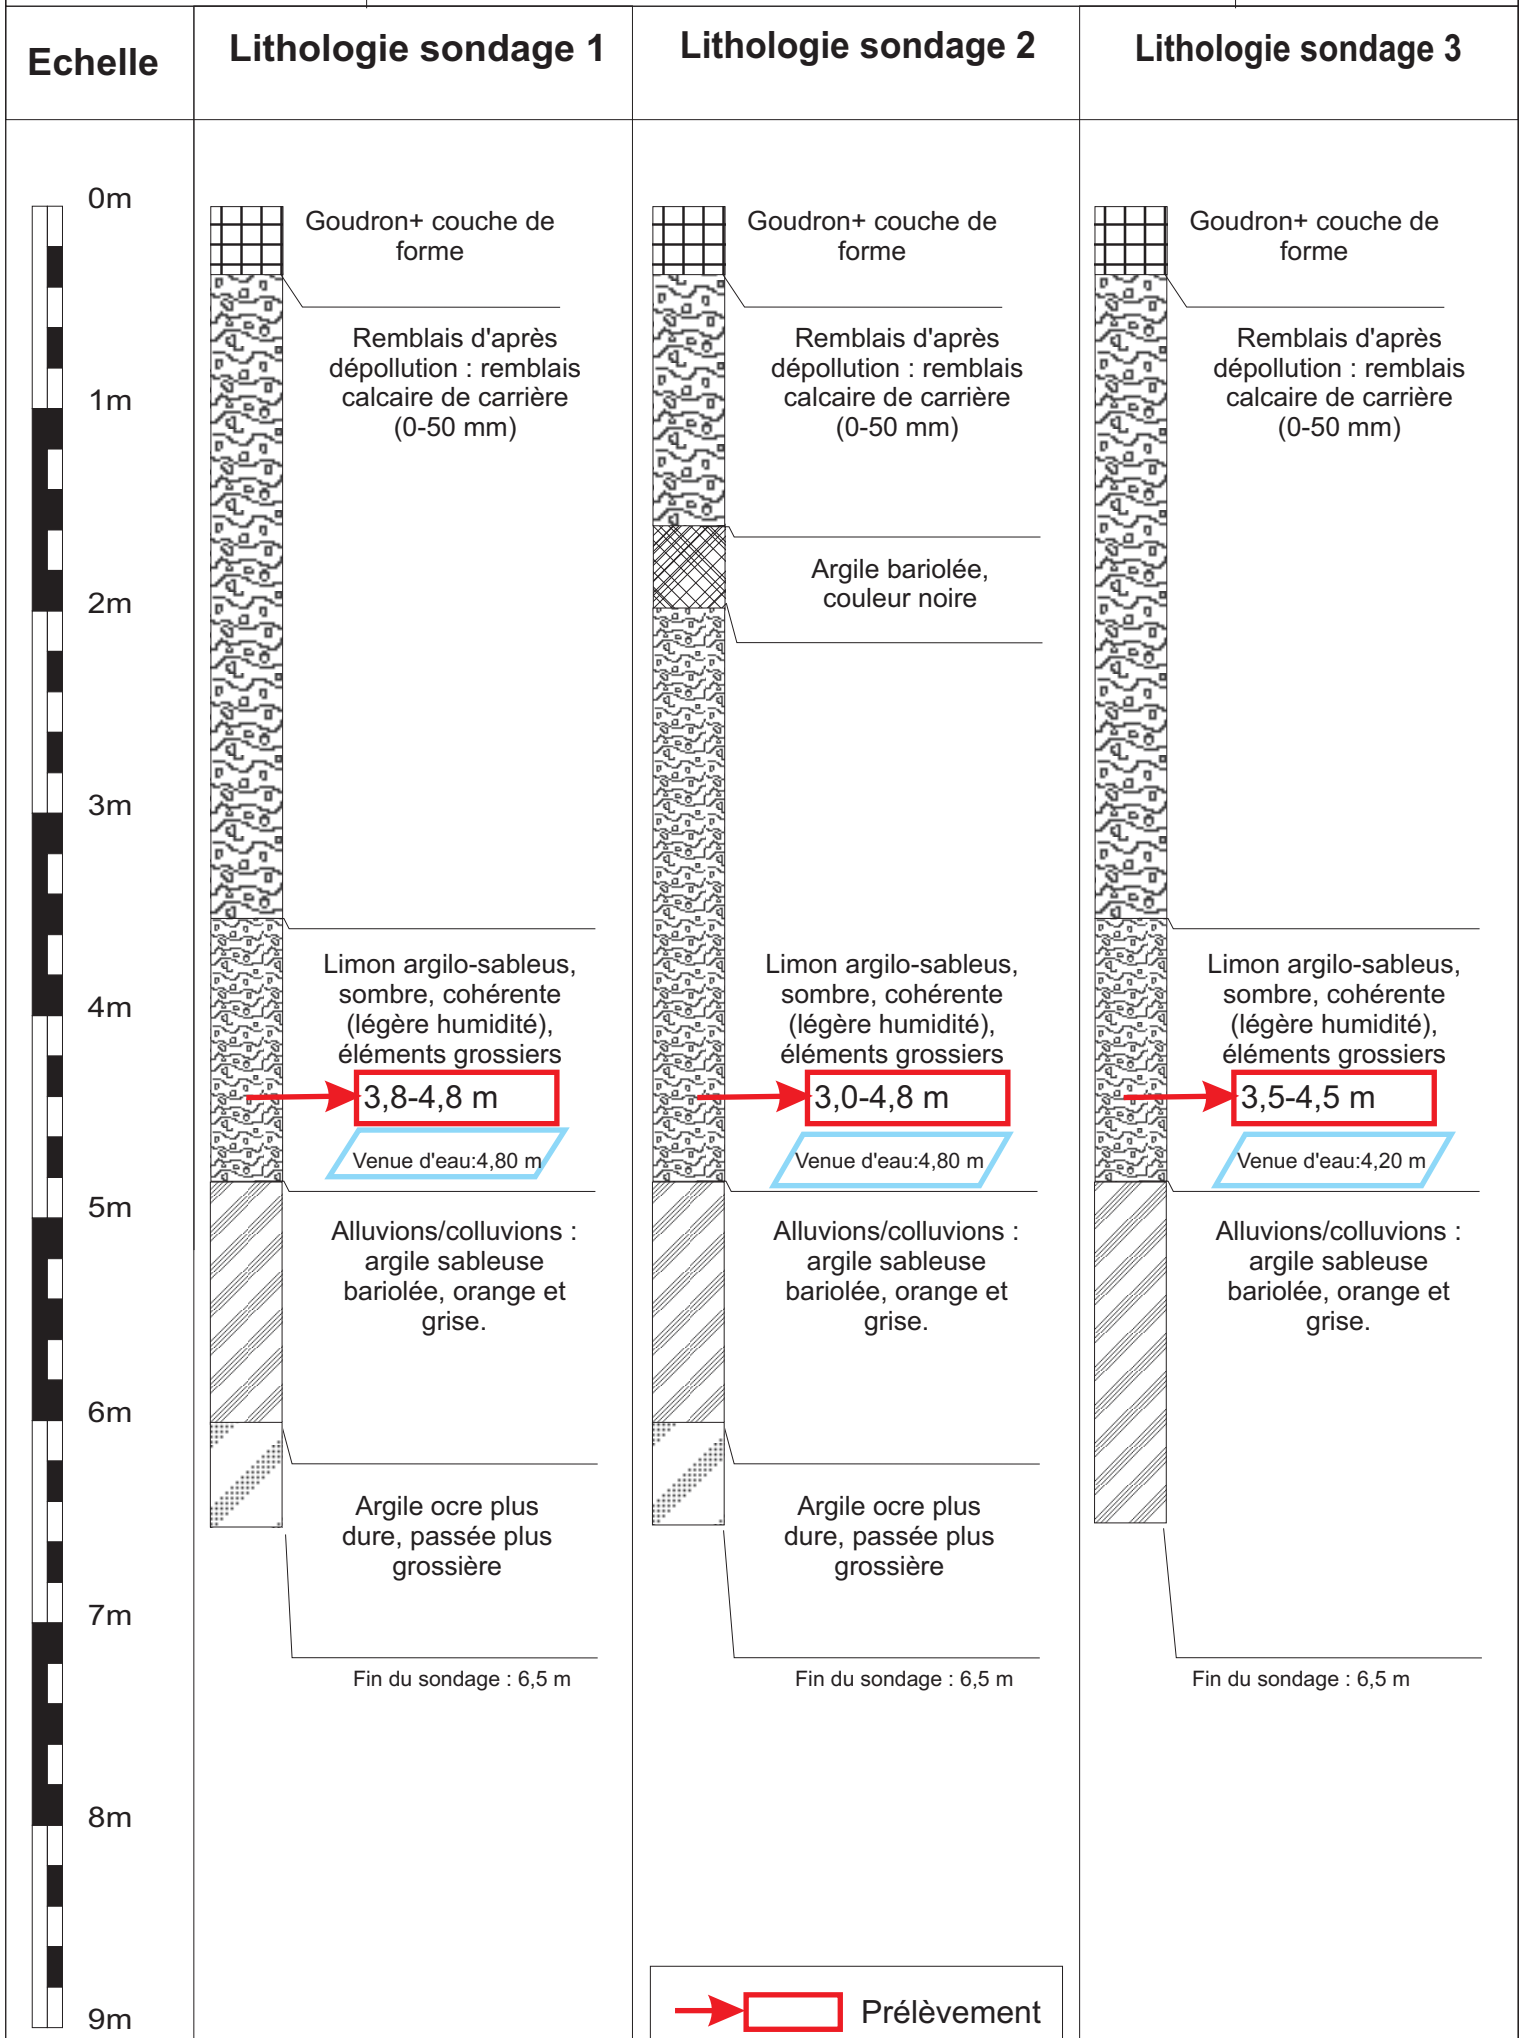 Echelle
Lithologie sondage 1
Lithologie sondage 2
Lithologie sondage 3
0m
1m
2m
3m
4m
5m
6m
7m
8m
9m
Goudron+ couche de
forme
Remblais d'après
dépollution : remblais
calcaire de carrière
(0-50 mm)
Limon argilo-sableus,
sombre, cohérente
(légère humidité),
éléments grossiers
3,8-4,8 m
Venue d'eau:4,80 m
Alluvions/colluvions :
argile sableuse
bariolée, orange et
grise.
Argile ocre plus
dure, passée plus
grossière
Fin du sondage : 6,5 m
Goudron+ couche de
forme
Remblais d'après
dépollution : remblais
calcaire de carrière
(0-50 mm)
Argile bariolée,
couleur noire
Limon argilo-sableus,
sombre, cohérente
(légère humidité),
éléments grossiers
3,0-4,8 m
Venue d'eau:4,80 m
Alluvions/colluvions :
argile sableuse
bariolée, orange et
grise.
Argile ocre plus
dure, passée plus
grossière
Fin du sondage : 6,5 m
Goudron+ couche de
forme
Remblais d'après
dépollution : remblais
calcaire de carrière
(0-50 mm)
Limon argilo-sableus,
sombre, cohérente
(légère humidité),
éléments grossiers
3,5-4,5 m
Venue d'eau:4,20 m
Alluvions/colluvions :
argile sableuse
bariolée, orange et
grise.
Fin du sondage : 6,5 m
Prélèvement